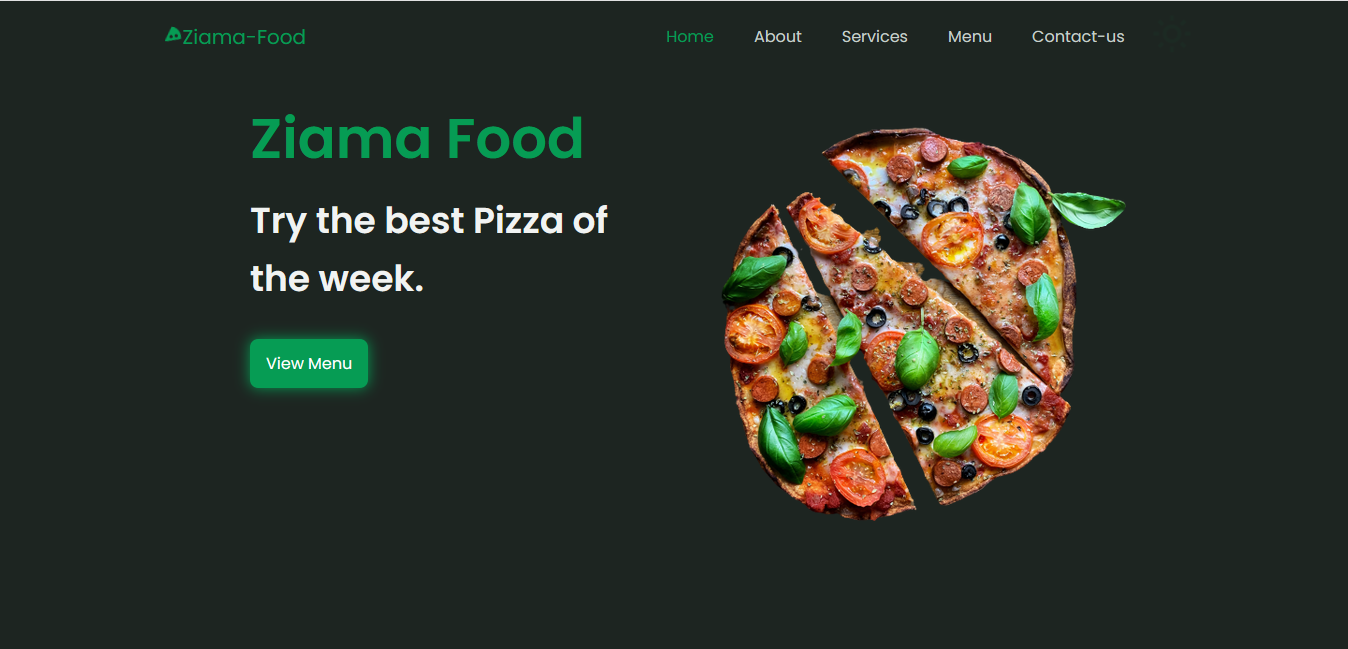 Ziama-Food
Home About Services Menu Contact-us
Ziama Food
Try the best Pizza of
the week.
View Menu